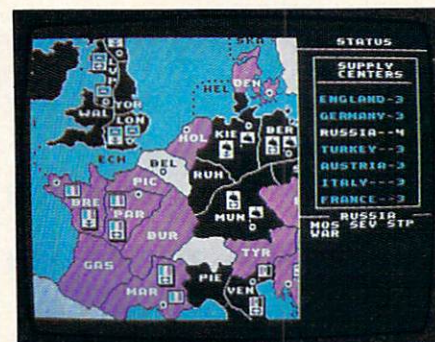 STATUS
SUPPLY
CENTERS
ENGLAND-3
GERMANY-3
RUSSIA--4
TURKEY--3
AUSTRIA-3
ITALY---3
FRANCE--3
RUSSIA
MOS SEV STP
WAR
SKA
DEN
HEL
YOR
WAL
LON
HOL
KIE
BER
ECH
BEL
RUH
PIC
BRE
PAR
MUN
BUR
TYR
GAS
PIE
MAR
VEN